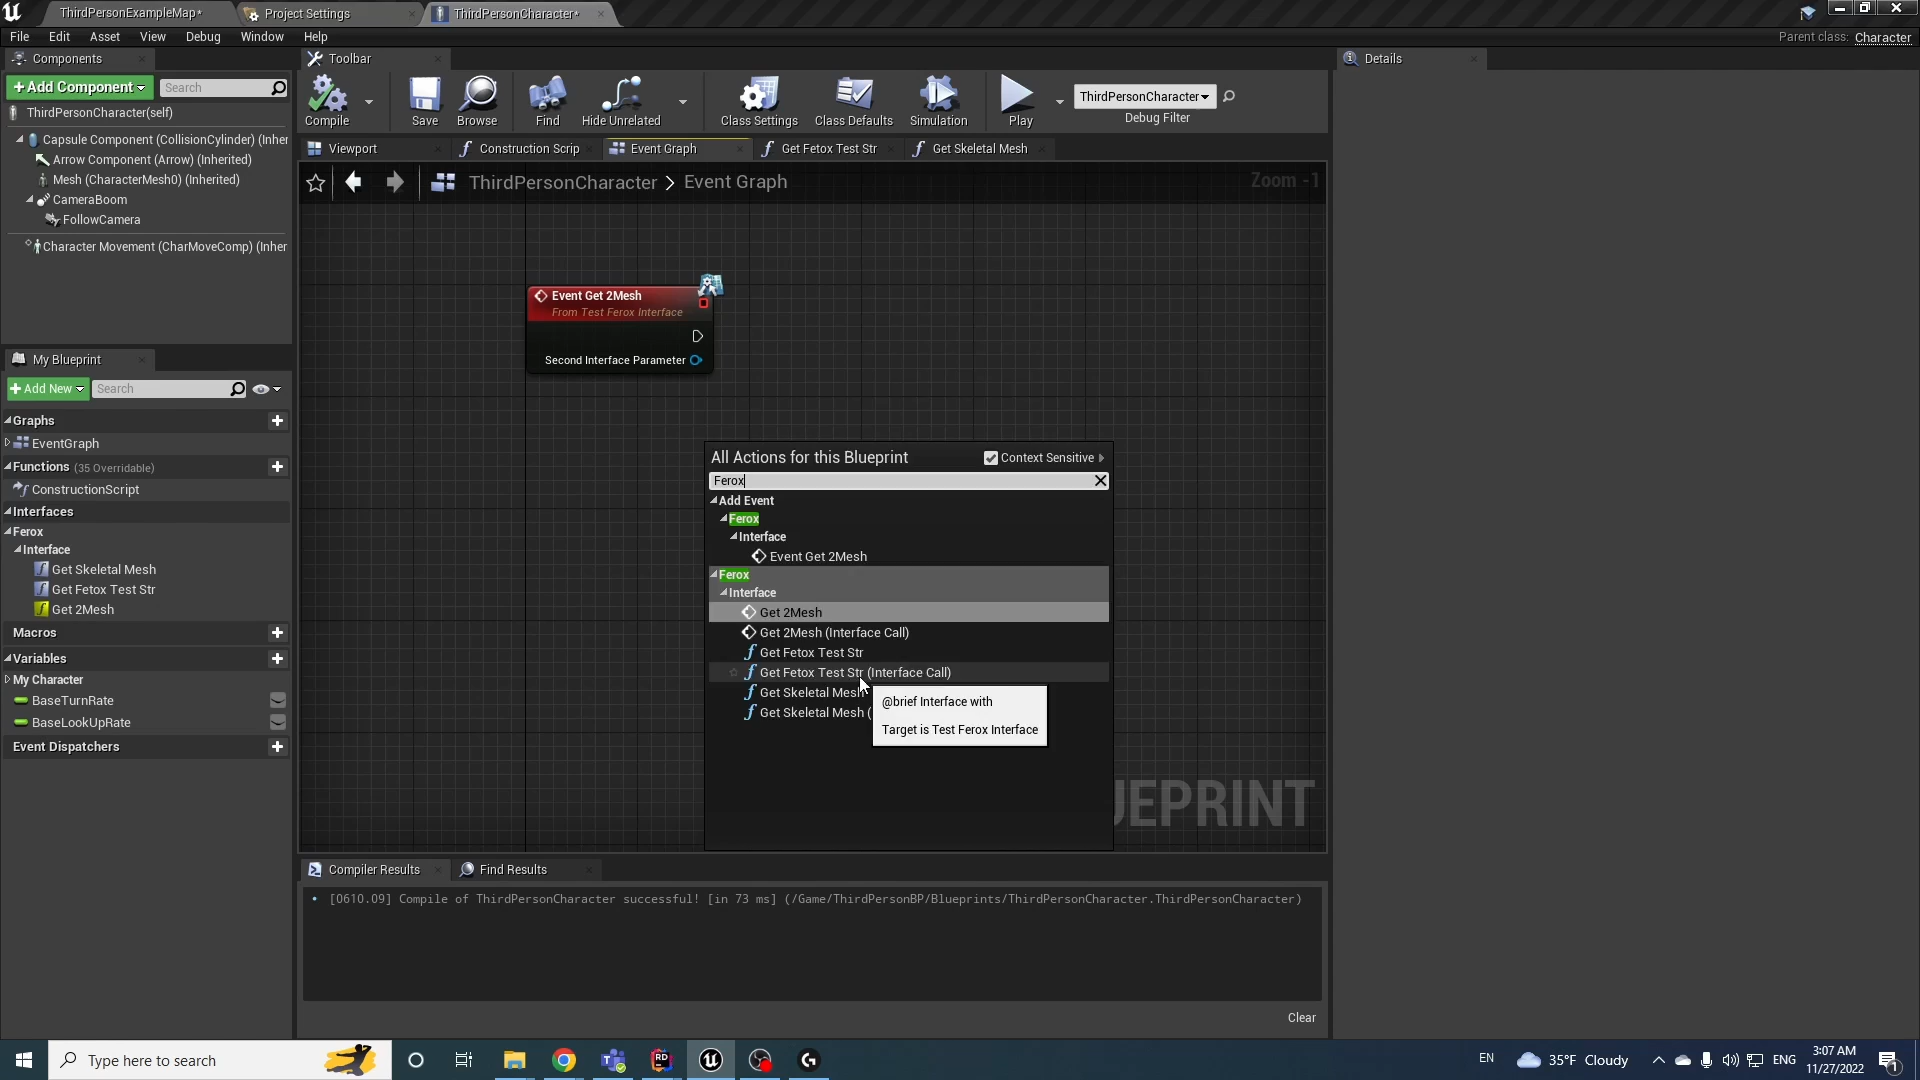 ThirdPersonExampleMap*
Project Settings
ThirdPersonCharacter*
File Edit Asset View Debug Window Help
Parent class: Character
Components
Toolbar
Details
+Add Component
Search
Compile
Save
Browse
Find
Hide Unrelated
Class Settings
Class Defaults
Simulation
Play
ThirdPersonCharacter
Debug Filter
ThirdPersonCharacter(self)
Capsule Component (CollisionCylinder) (Inher
Arrow Component (Arrow) (Inherited)
Mesh (CharacterMesh0) (Inherited)
CameraBoom
FollowCamera
Character Movement (CharMoveComp) (Inher
Viewport
Construction Scrip
Event Graph
Get Fetox Test Str
Get Skeletal Mesh
ThirdPersonCharacter > Event Graph
Zoom -1
Event Get 2Mesh
From Test Ferox Interface
Second Interface Parameter
My Blueprint
+Add New
Search
Graphs
EventGraph
Functions (35 Overridable)
ConstructionScript
Interfaces
Ferox
Interface
Get Skeletal Mesh
Get Fetox Test Str
Get 2Mesh
Macros
Variables
My Character
BaseTurnRate
BaseLookUpRate
Event Dispatchers
All Actions for this Blueprint
Context Sensitive
Ferox
Add Event
Ferox
Interface
Event Get 2Mesh
Ferox
Interface
Get 2Mesh
Get 2Mesh (Interface Call)
Get Fetox Test Str
Get Fetox Test Str (Interface Call)
Get Skeletal Mesh
Get Skeletal Mesh (
@brief Interface with
Target is Test Ferox Interface
UEPRINT
Compiler Results
Find Results
[0610.09] Compile of ThirdPersonCharacter successful! [in 73 ms] (/Game/ThirdPersonBP/Blueprints/ThirdPersonCharacter.ThirdPersonCharacter)
Clear
Type here to search
RD
EN
35°F Cloudy
ENG
3:07 AM
11/27/2022
1